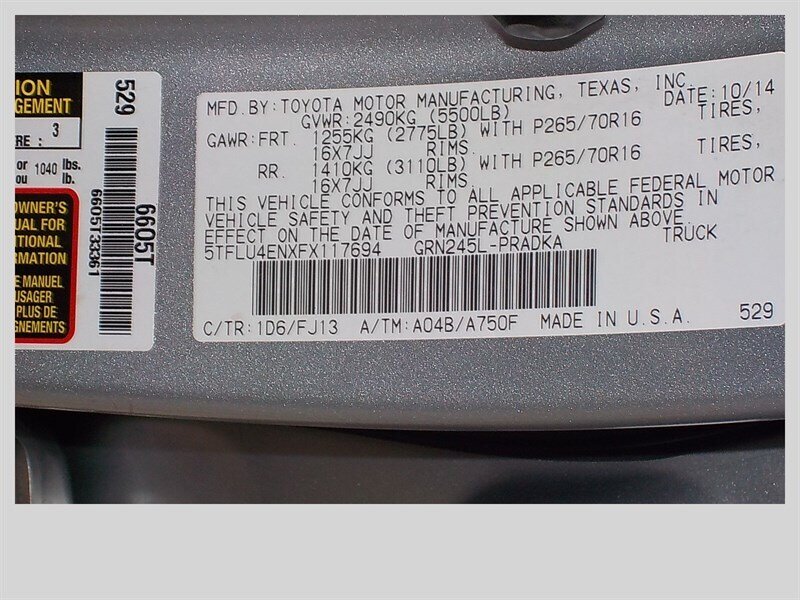 ION
GEMENT
RE : 3
or 1040 lbs.
ou lb.
OWNER'S
UAL FOR
ITIONAL
RMATION
E MANUEL
USAGER
PLUS DE
GNEMENTS
529
6605T33361
6605T
MFD.BY:TOYOTA MOTOR MANUFACTURING, TEXAS, INC.
GVWR:2490KG (5500LB) DATE:10/14
GAWR:FRT. 1255KG (2775LB) WITH P265/70R16 TIRES,
16X7JJ RIMS.
RR. 1410KG (3110LB) WITH P265/70R16 TIRES,
16X7JJ RIMS
THIS VEHICLE CONFORMS TO ALL APPLICABLE FEDERAL MOTOR
VEHICLE SAFETY AND THEFT PREVENTION STANDARDS IN
EFFECT ON THE DATE OF MANUFACTURE SHOWN ABOVE.
5TFLU4ENXFX117694 GRN245L-PRADKA TRUCK
C/TR:1D6/FJ13 A/TM:A04B/A750F MADE IN U.S.A. 529